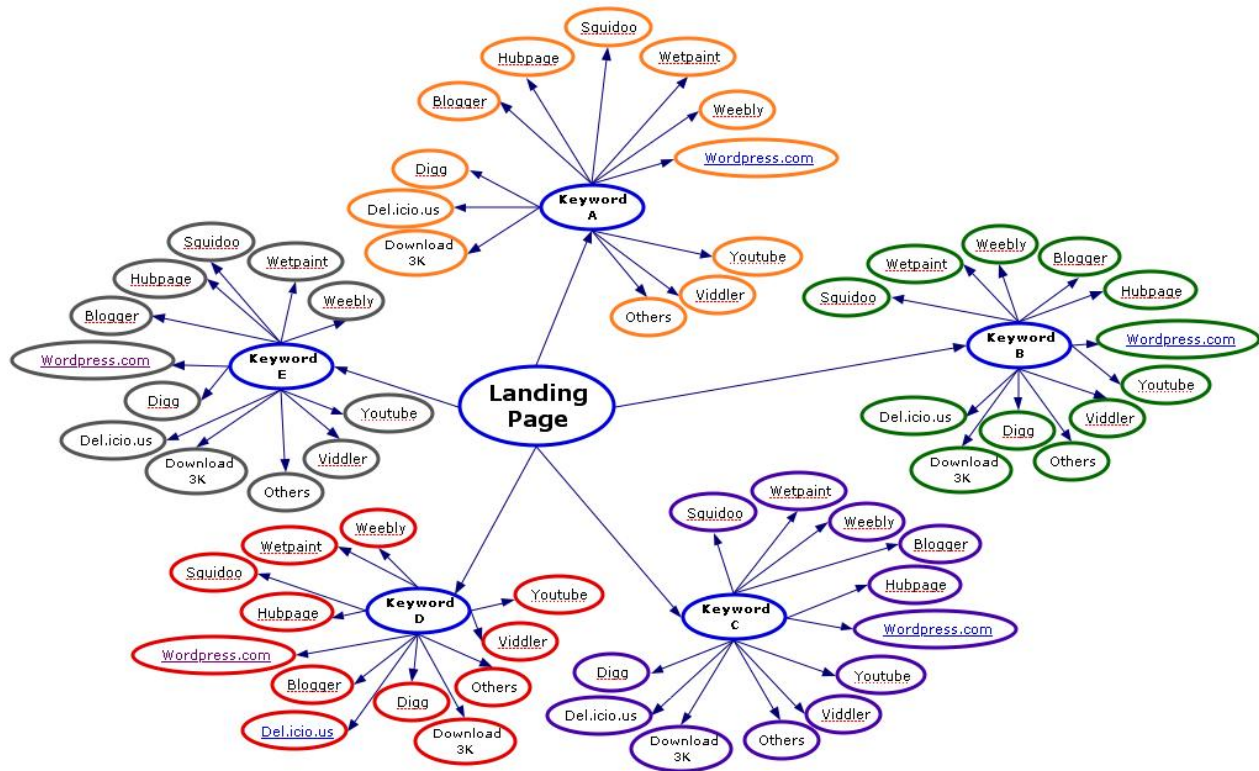 Squidoo
Hubpage
Wetpaint
Blogger
Weebly
Wordpress.com
Digg
Del.icio.us
Download
3K
Keyword
A
Youtube
Viddler
Others
Squidoo
Wetpaint
Hubpage
Weebly
Blogger
Wordpress.com
Keyword
E
Digg
Youtube
Del.icio.us
Download
3K
Viddler
Others
Landing
Page
Weebly
Wetpaint
Blogger
Squidoo
Hubpage
Keyword
B
Wordpress.com
Youtube
Del.icio.us
Viddler
Digg
Download
3K
Others
Weebly
Wetpaint
Squidoo
Youtube
Hubpage
Keyword
D
Viddler
Wordpress.com
Blogger
Others
Digg
Del.icio.us
Download
3K
Wetpaint
Squidoo
Weebly
Blogger
Hubpage
Keyword
C
Wordpress.com
Digg
Youtube
Del.icio.us
Viddler
Download
3K
Others